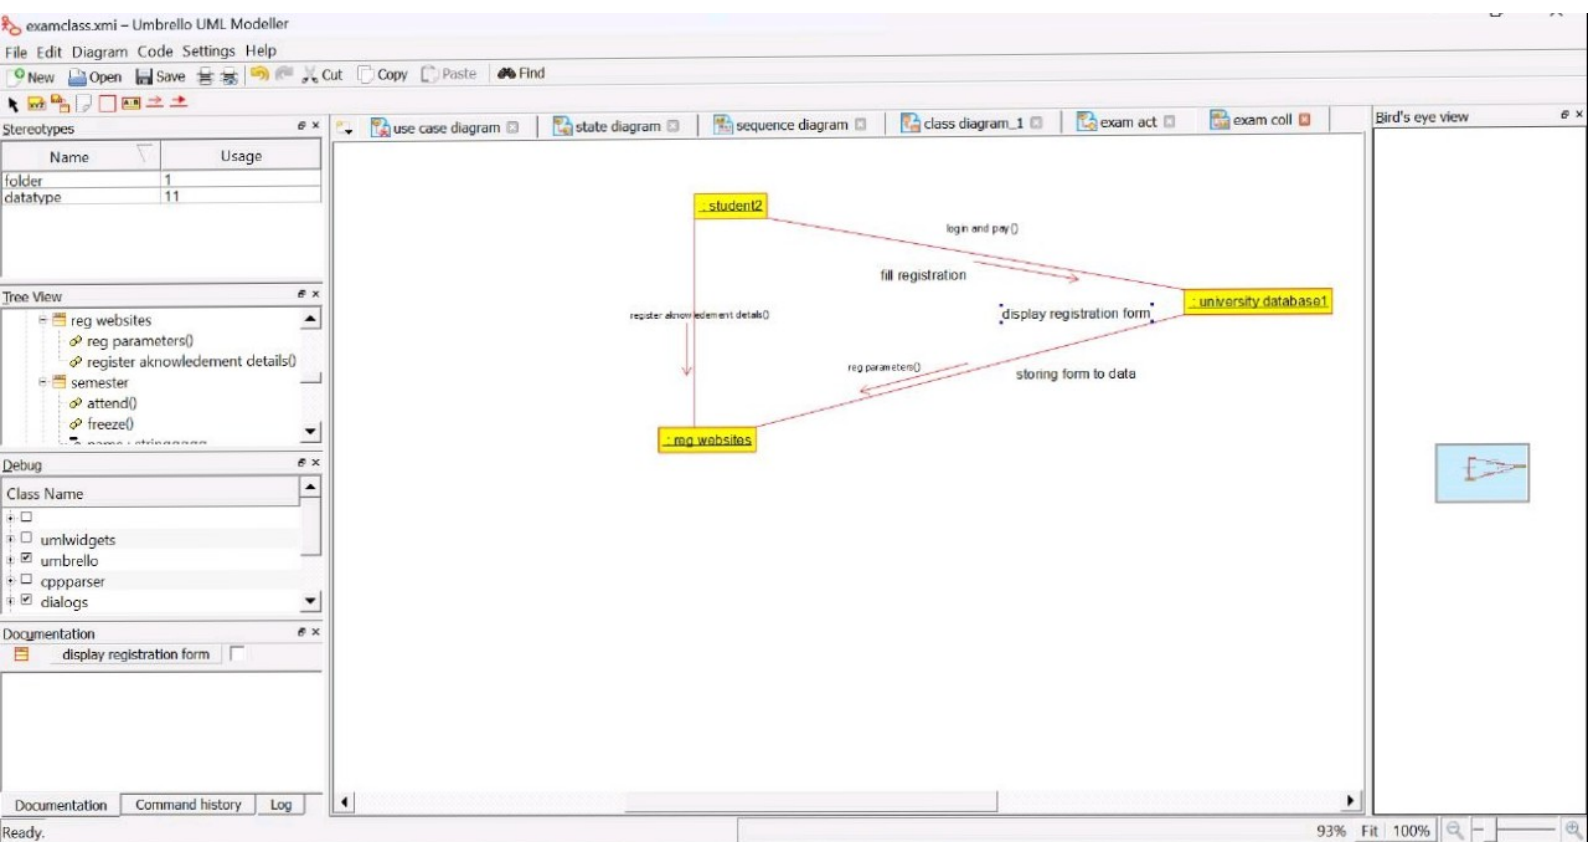 examclass.xmi – Umbrello UML Modeller
File Edit Diagram Code Settings Help
New Open Save Cut Copy Paste Find
Stereotypes
Name Usage
folder 1
datatype 11
Tree View
reg websites
reg parameters()
register aknowledement details()
semester
attend()
freeze()
Debug
Class Name
umlwidgets
umbrello
cppparser
dialogs
Documentation
display registration form
Documentation Command history Log
Ready.
use case diagram state diagram sequence diagram class diagram_1 exam act exam coll
: student2
login and pay()
fill registration
: university database1
register aknowledement details()
display registration form
reg parameters()
storing form to data
: reg websites
Bird's eye view
93% Fit 100%